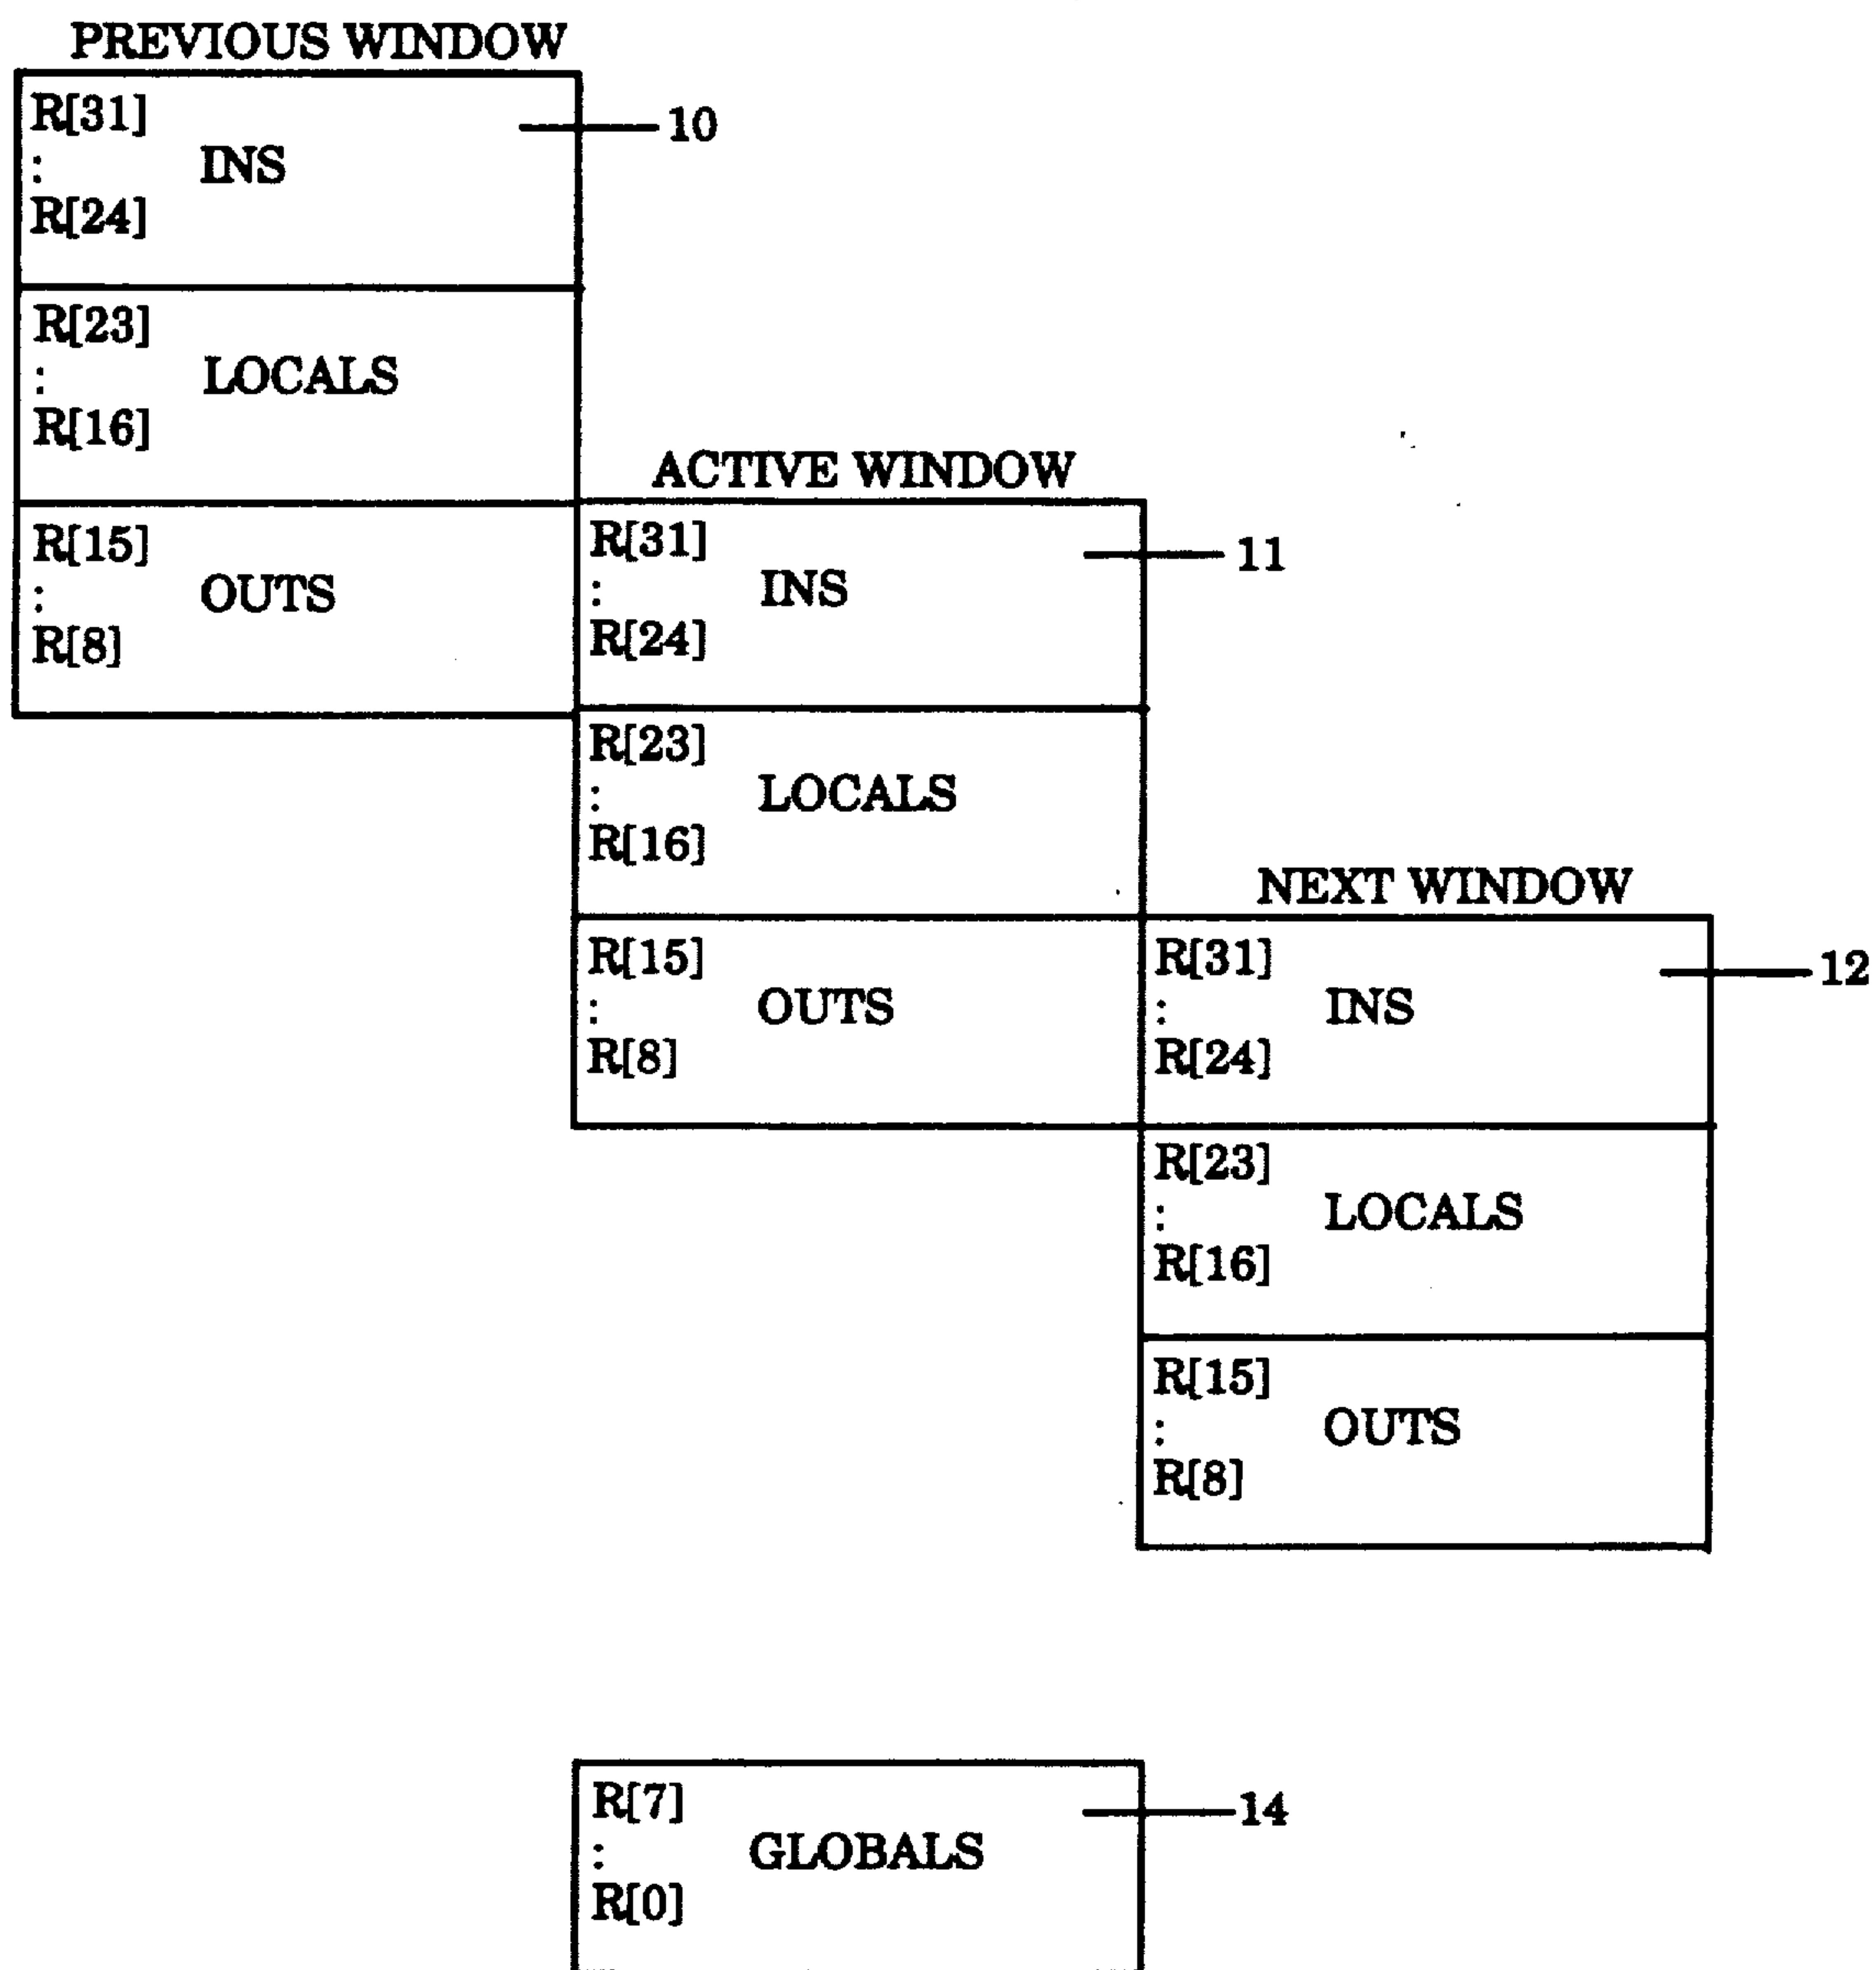 PREVIOUS WINDOW
R[31]
10
:
INS
R[24]
R[23]
:
LOCALS
R[16]
R[15]
:
OUTS
R[8]
ACTIVE WINDOW
R[31]
11
:
INS
R[24]
R[23]
:
LOCALS
R[16]
R[15]
:
OUTS
R[8]
NEXT WINDOW
R[31]
12
:
INS
R[24]
R[23]
:
LOCALS
R[16]
R[15]
:
OUTS
R[8]
R[7]
14
:
GLOBALS
R[0]